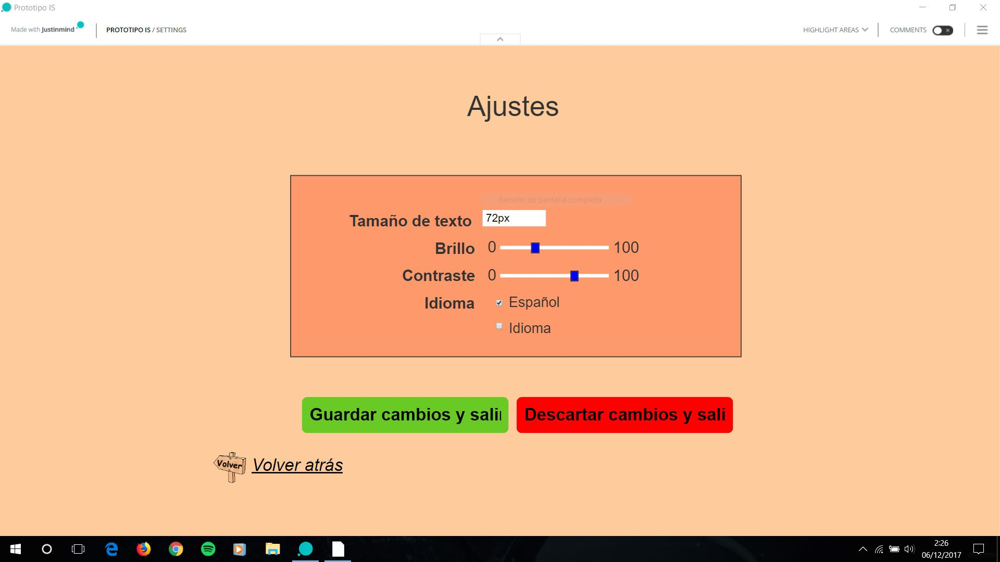 Prototipo IS
Made with Justinmind
PROTOTIPO IS / SETTINGS
HIGHLIGHT AREAS
COMMENTS
Ajustes
Recorte de pantalla completa
Tamaño de texto 72px
Brillo 0 100
Contraste 0 100
Idioma Español
Idioma
Guardar cambios y salir
Descartar cambios y sali
Volver Volver atrás
2:26
06/12/2017